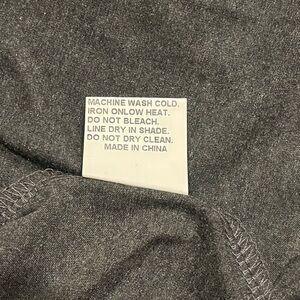 MACHINE WASH COLD.
IRON ONLOW HEAT.
DO NOT BLEACH.
LINE DRY IN SHADE.
DO NOT DRY CLEAN.
MADE IN CHINA